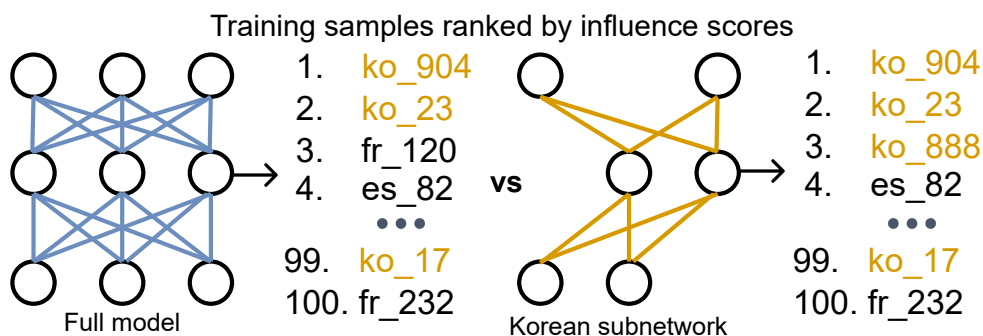 Training samples ranked by influence scores
1. ko_904
2. ko_23
3. fr_120
4. es_82
•••
99. ko_17
100. fr_232
Full model
vs
1. ko_904
2. ko_23
3. ko_888
4. es_82
•••
99. ko_17
100. fr_232
Korean subnetwork